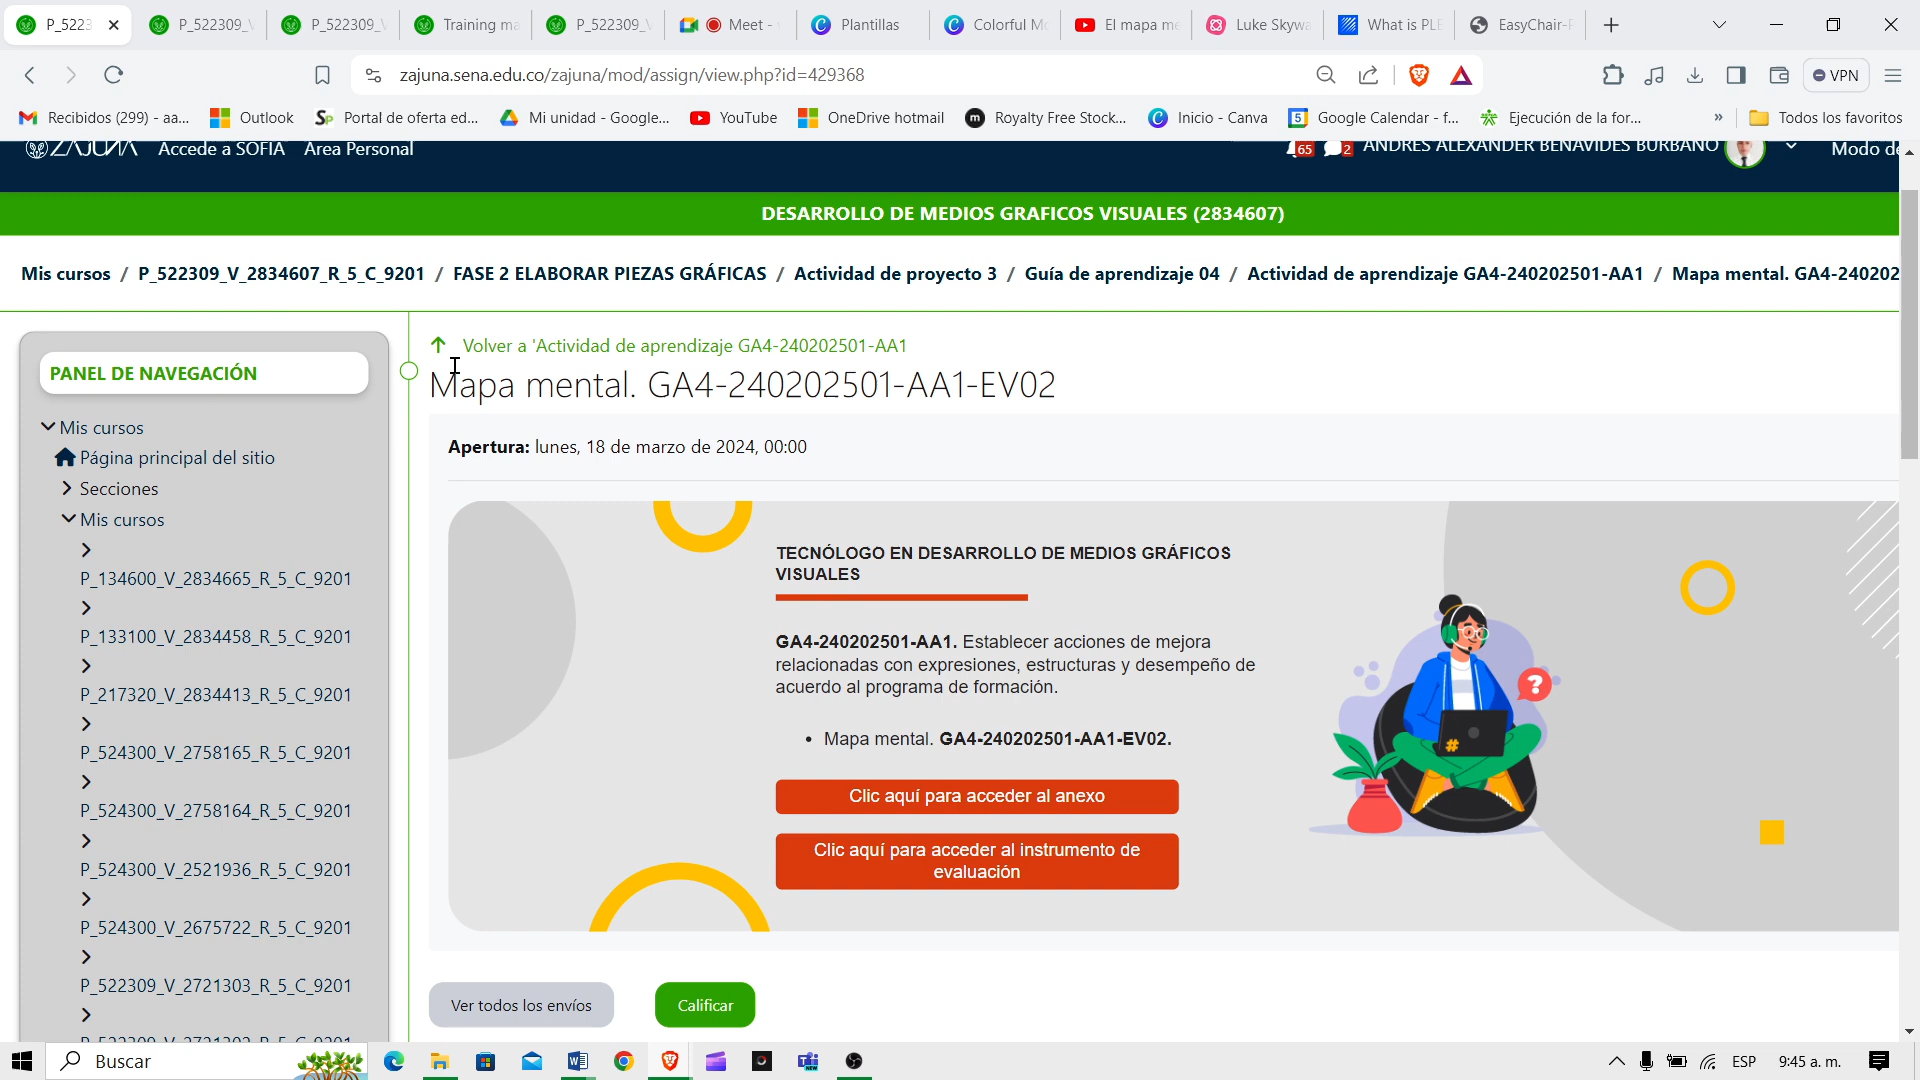 P_5223
P_522309_V
P_522309_V
Training ma
P_522309_V
Meet -
Plantillas
Colorful Mo
El mapa me
Luke Skywa
What is PLE
EasyChair-P
zajuna.sena.edu.co/zajuna/mod/assign/view.php?id=429368
VPN
Recibidos (299) - aa...
Outlook
Portal de oferta ed...
Mi unidad - Google...
YouTube
OneDrive hotmail
Royalty Free Stock...
Inicio - Canva
Google Calendar - f...
Ejecución de la for...
»
Todos los favoritos
ZAJUNA
Accede a SOFIA
Area Personal
65
2
ANDRES ALEXANDER BENAVIDES BURBANO
Modo de
DESARROLLO DE MEDIOS GRAFICOS VISUALES (2834607)
Mis cursos / P_522309_V_2834607_R_5_C_9201 / FASE 2 ELABORAR PIEZAS GRÁFICAS / Actividad de proyecto 3 / Guía de aprendizaje 04 / Actividad de aprendizaje GA4-240202501-AA1 / Mapa mental. GA4-240202
PANEL DE NAVEGACIÓN
Mis cursos
Página principal del sitio
Secciones
Mis cursos
P_134600_V_2834665_R_5_C_9201
P_133100_V_2834458_R_5_C_9201
P_217320_V_2834413_R_5_C_9201
P_524300_V_2758165_R_5_C_9201
P_524300_V_2758164_R_5_C_9201
P_524300_V_2521936_R_5_C_9201
P_524300_V_2675722_R_5_C_9201
P_522309_V_2721303_R_5_C_9201
P_522309_V_2721302_R_5_C_9201
Volver a 'Actividad de aprendizaje GA4-240202501-AA1
Mapa mental. GA4-240202501-AA1-EV02
Apertura: lunes, 18 de marzo de 2024, 00:00
TECNÓLOGO EN DESARROLLO DE MEDIOS GRÁFICOS
VISUALES
GA4-240202501-AA1. Establecer acciones de mejora
relacionadas con expresiones, estructuras y desempeño de
acuerdo al programa de formación.
• Mapa mental. GA4-240202501-AA1-EV02.
Clic aquí para acceder al anexo
Clic aquí para acceder al instrumento de
evaluación
?
#
Ver todos los envíos
Calificar
Buscar
ESP
9:45 a. m.